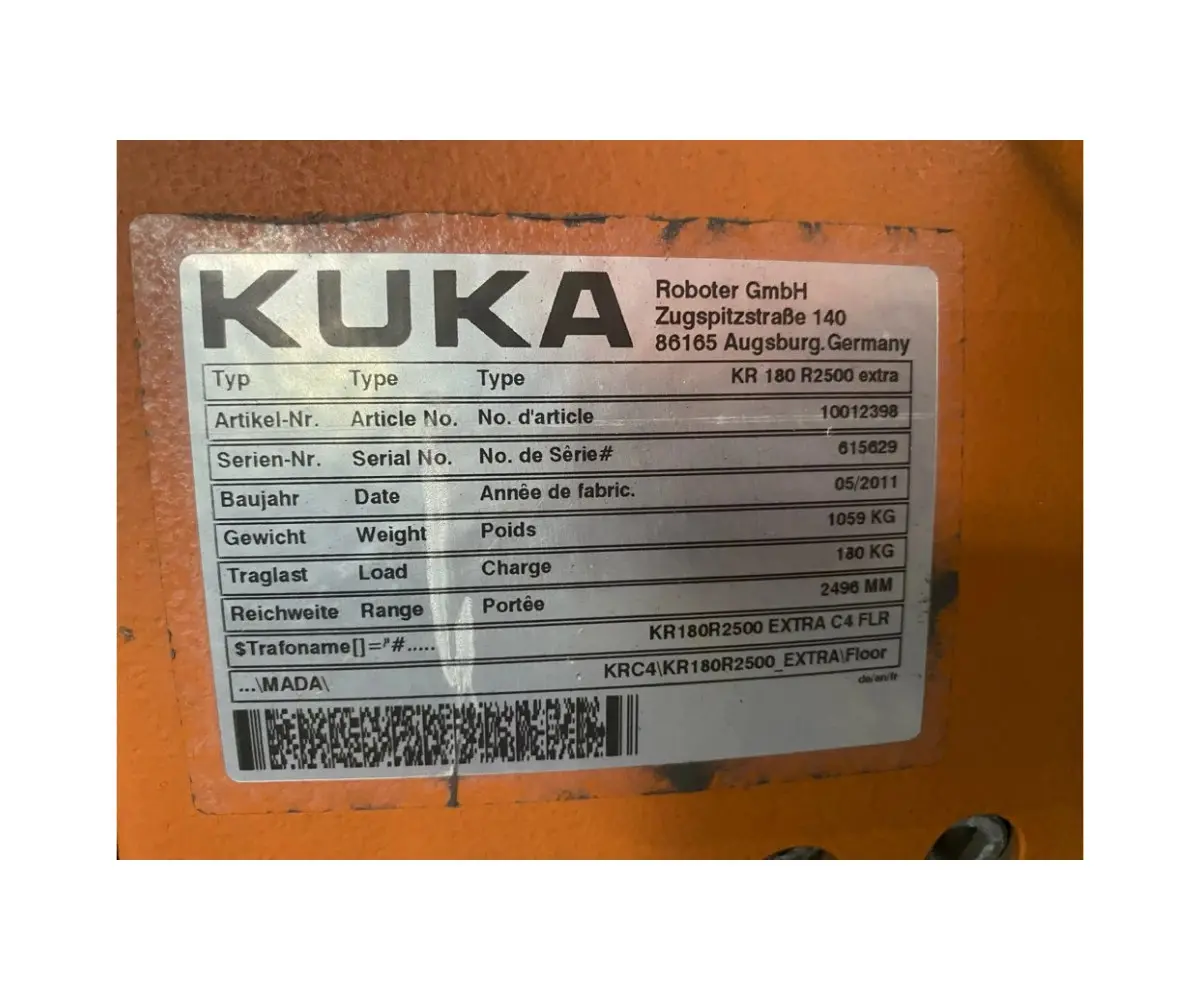 KUKA
Roboter GmbH
Zugspitzstraße 140
86165 Augsburg.Germany
Typ Type Type KR 180 R2500 extra
Artikel-Nr. Article No. No. d'article 10012398
Serien-Nr. Serial No. No. de Sêrie# 615629
Baujahr Date Annêe de fabric. 05/2011
Gewicht Weight Poids 1059 KG
Traglast Load Charge 180 KG
Reichweite Range Portêe 2496 MM
$Trafoname[]="#..... KR180R2500 EXTRA C4 FLR
...\MADA\ KRC4\KR180R2500_EXTRA\Floor
de/en/fr